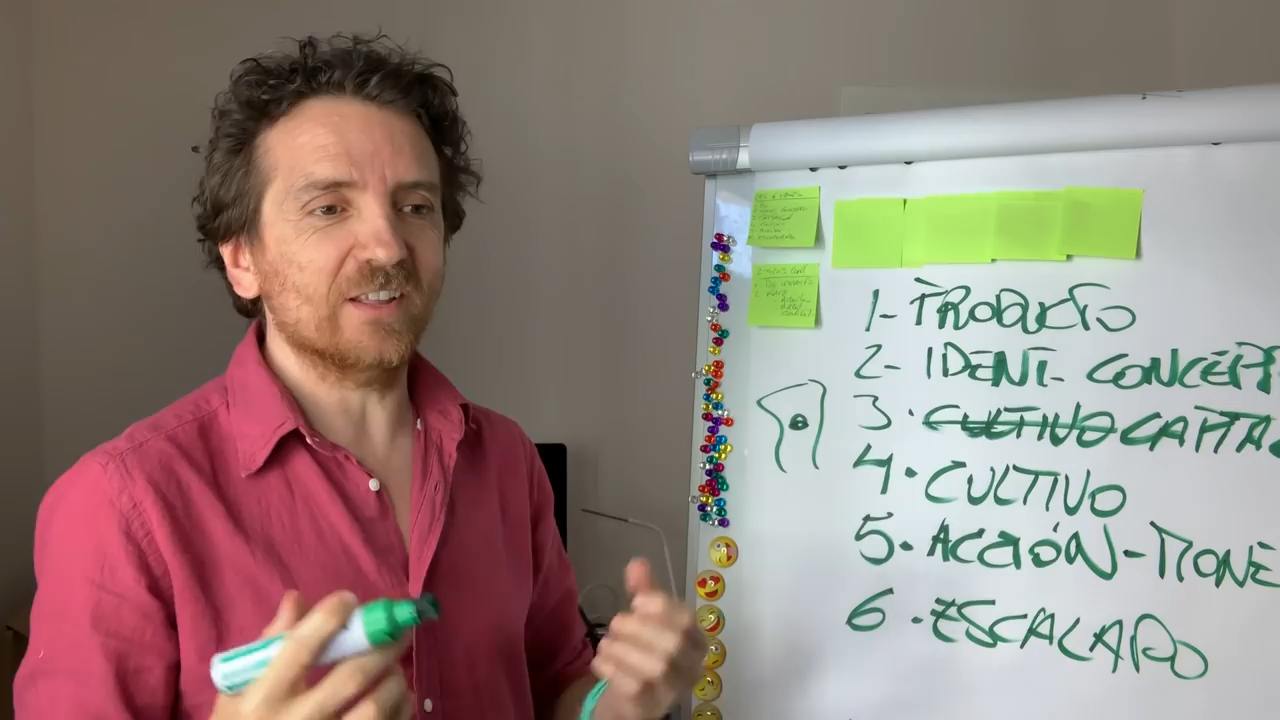 1- PRODUCTO
2- IDENT. CONCEPT
3. CULTIVO CAPTA
4. CULTIVO
5. ACCIÓN - MONE
6. ESCALADO